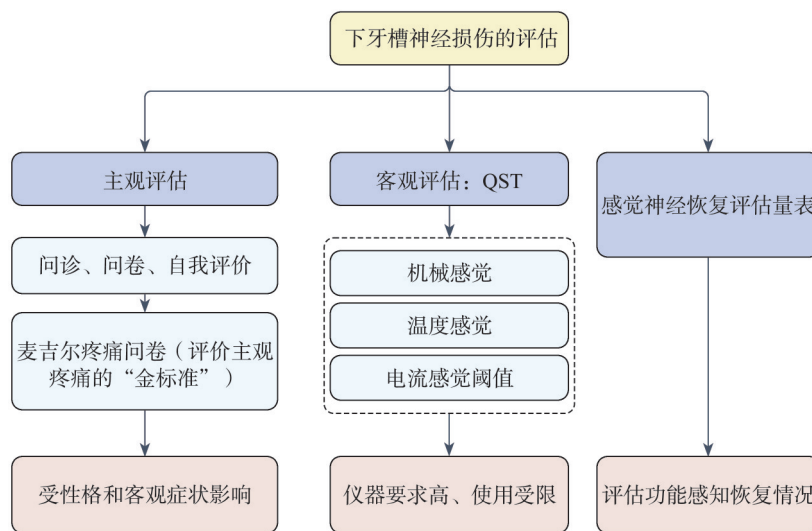 下牙槽神经损伤的评估
主观评估
客观评估：QST
感觉神经恢复评估量表
问诊、问卷、自我评价
机械感觉
温度感觉
电流感觉阈值
麦吉尔疼痛问卷（评价主观
疼痛的“金标准”）
受性格和客观症状影响
仪器要求高、使用受限
评估功能感知恢复情况